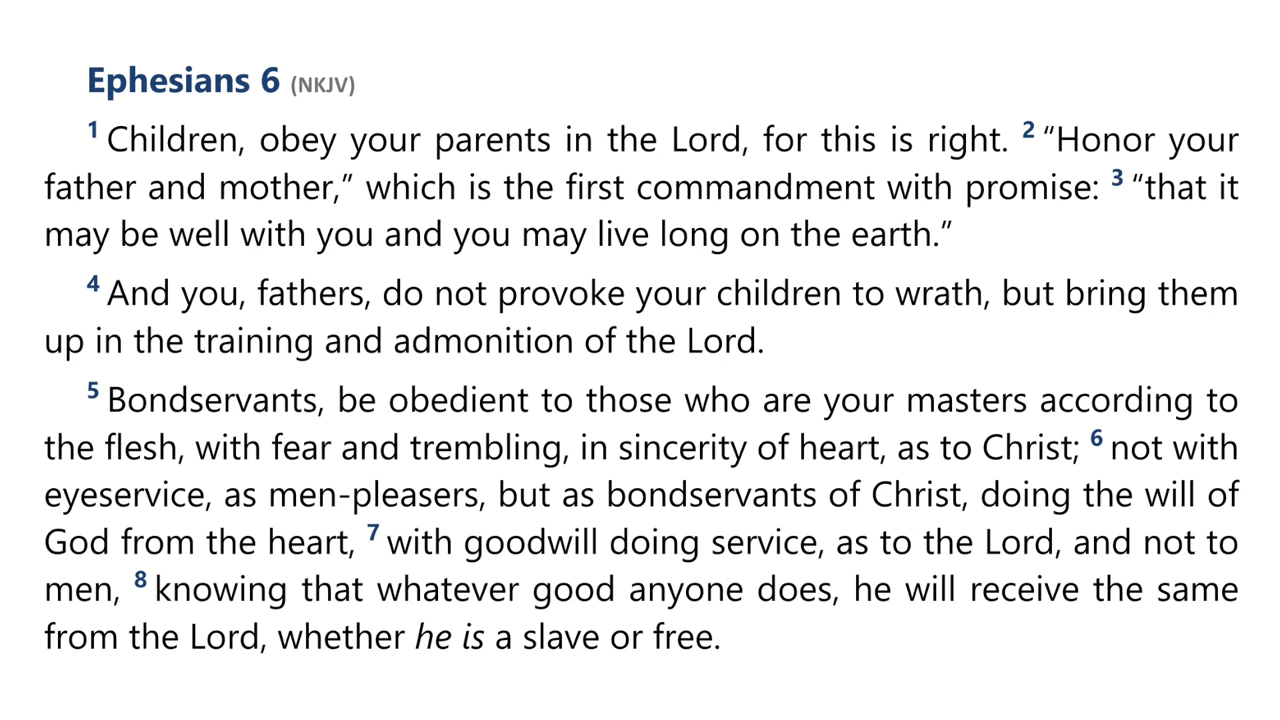 Ephesians 6 (NKJV)
1 Children, obey your parents in the Lord, for this is right. 2 “Honor your
father and mother,” which is the first commandment with promise: 3 “that it
may be well with you and you may live long on the earth.”
4 And you, fathers, do not provoke your children to wrath, but bring them
up in the training and admonition of the Lord.
5 Bondservants, be obedient to those who are your masters according to
the flesh, with fear and trembling, in sincerity of heart, as to Christ; 6 not with
eyeservice, as men-pleasers, but as bondservants of Christ, doing the will of
God from the heart, 7 with goodwill doing service, as to the Lord, and not to
men, 8 knowing that whatever good anyone does, he will receive the same
from the Lord, whether he is a slave or free.